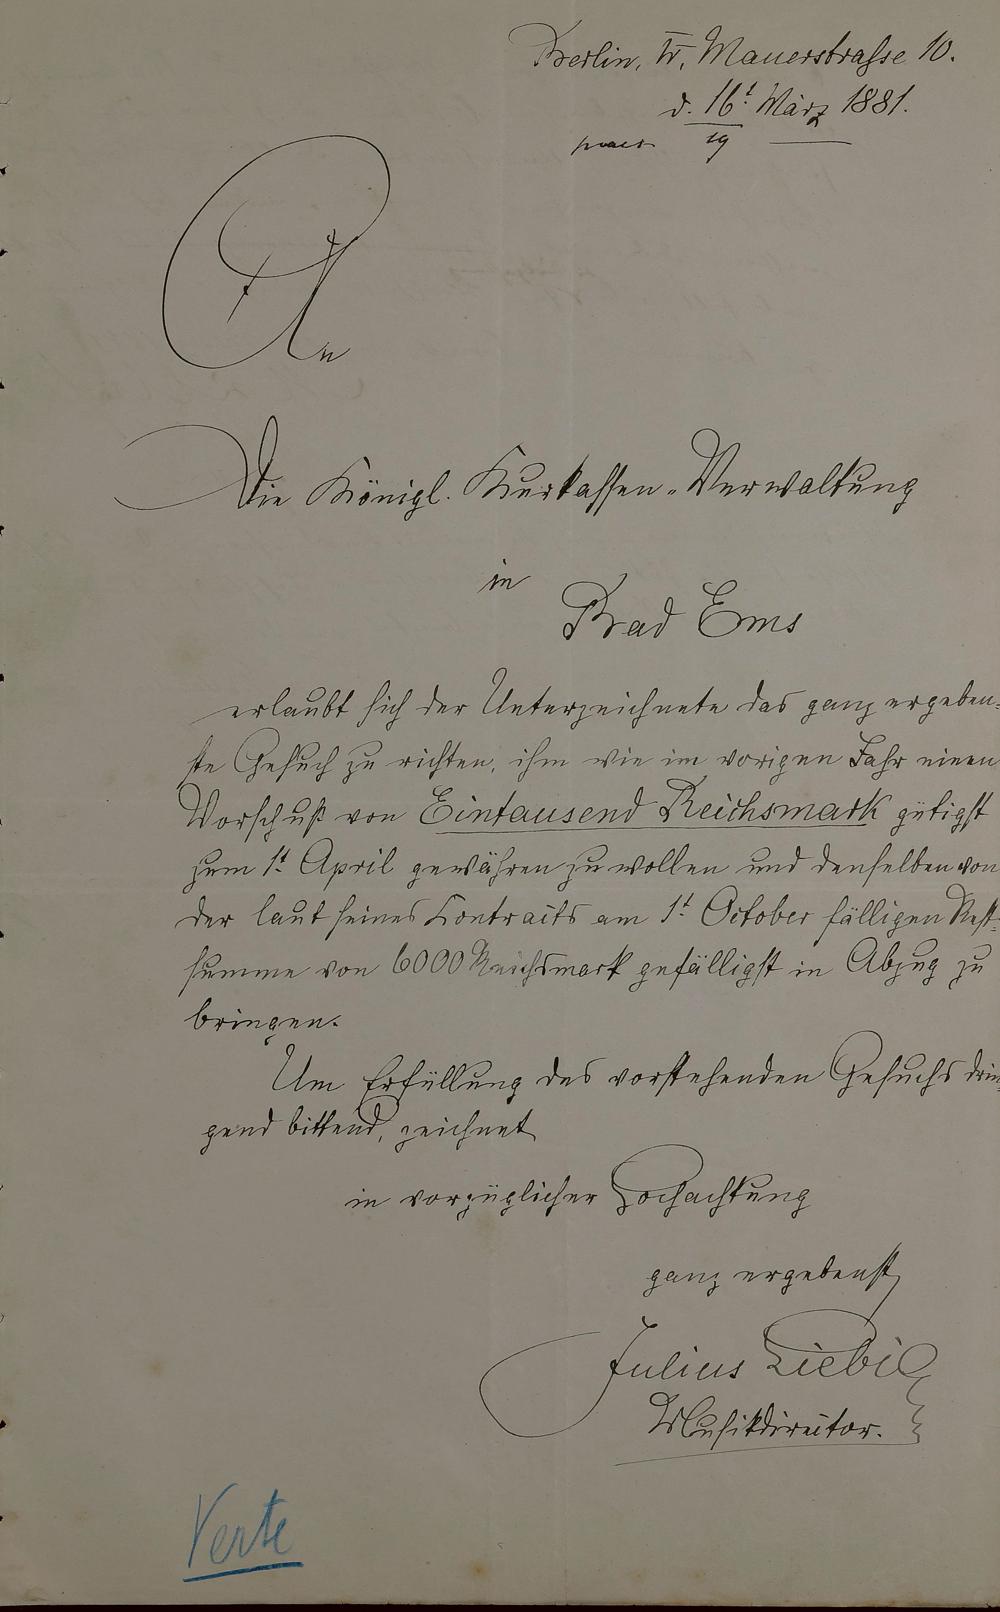 Berlin, W, Mauerstrasse 10.
d. 16t März 1881.
praes 19
An
Die Königl. Kurkassen-Verwaltung
in
Bad Ems
erlaubt sich der Unterzeichnete das ganz ergeben-
ste Gesuch zu richten, ihm wie im vorigen Jahr einen
Vorschuß von Eintausend Reichsmark gütigst
zum 1t April gewähren zu wollen und denselben von
der laut seines Contracts am 1t October fälligen Rest-
summe von 6000 Reichsmark gefälligst in Abzug zu
bringen.
Um Erfüllung des vorstehenden Gesuchs drin-
gend bittend, zeichnet
in vorzüglicher Hochachtung
ganz ergebenst
Julius Liebig
Musikdirector.
Verte